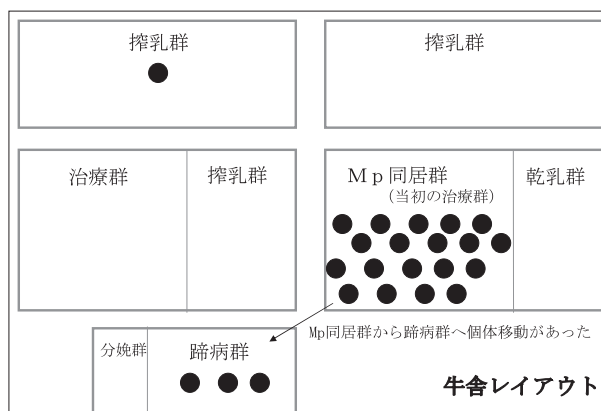 搾乳群
搾乳群
治療群
搾乳群
Ｍｐ同居群
(当初の治療群)
乾乳群
Mp同居群から蹄病群へ個体移動があった
分娩群
蹄病群
牛舎レイアウト